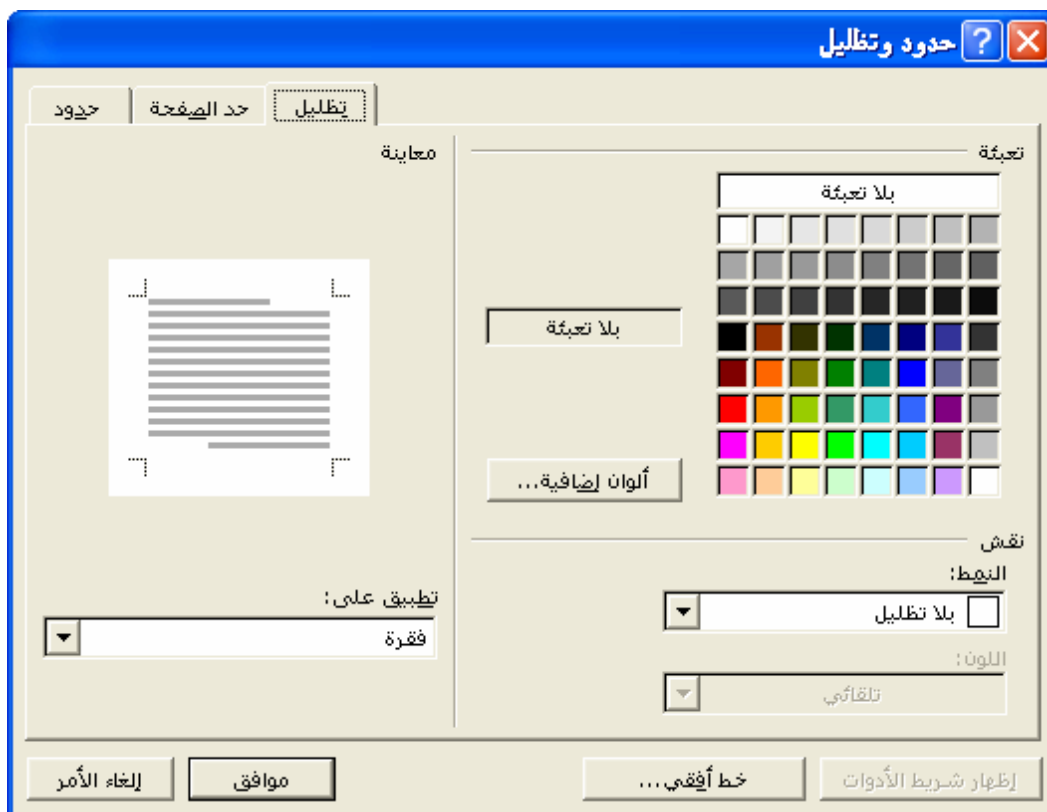 حدود وتظليل
تظليل
حد الصفحة
حدود
تعبئة
بلا تعبئة
بلا تعبئة
ألوان إضافية...
نقش
النمط:
بلا تظليل
اللون:
تلقائي
معاينة
تطبيق على:
فقرة
إظهار شريط الأدوات
خط أفقي...
موافق
إلغاء الأمر